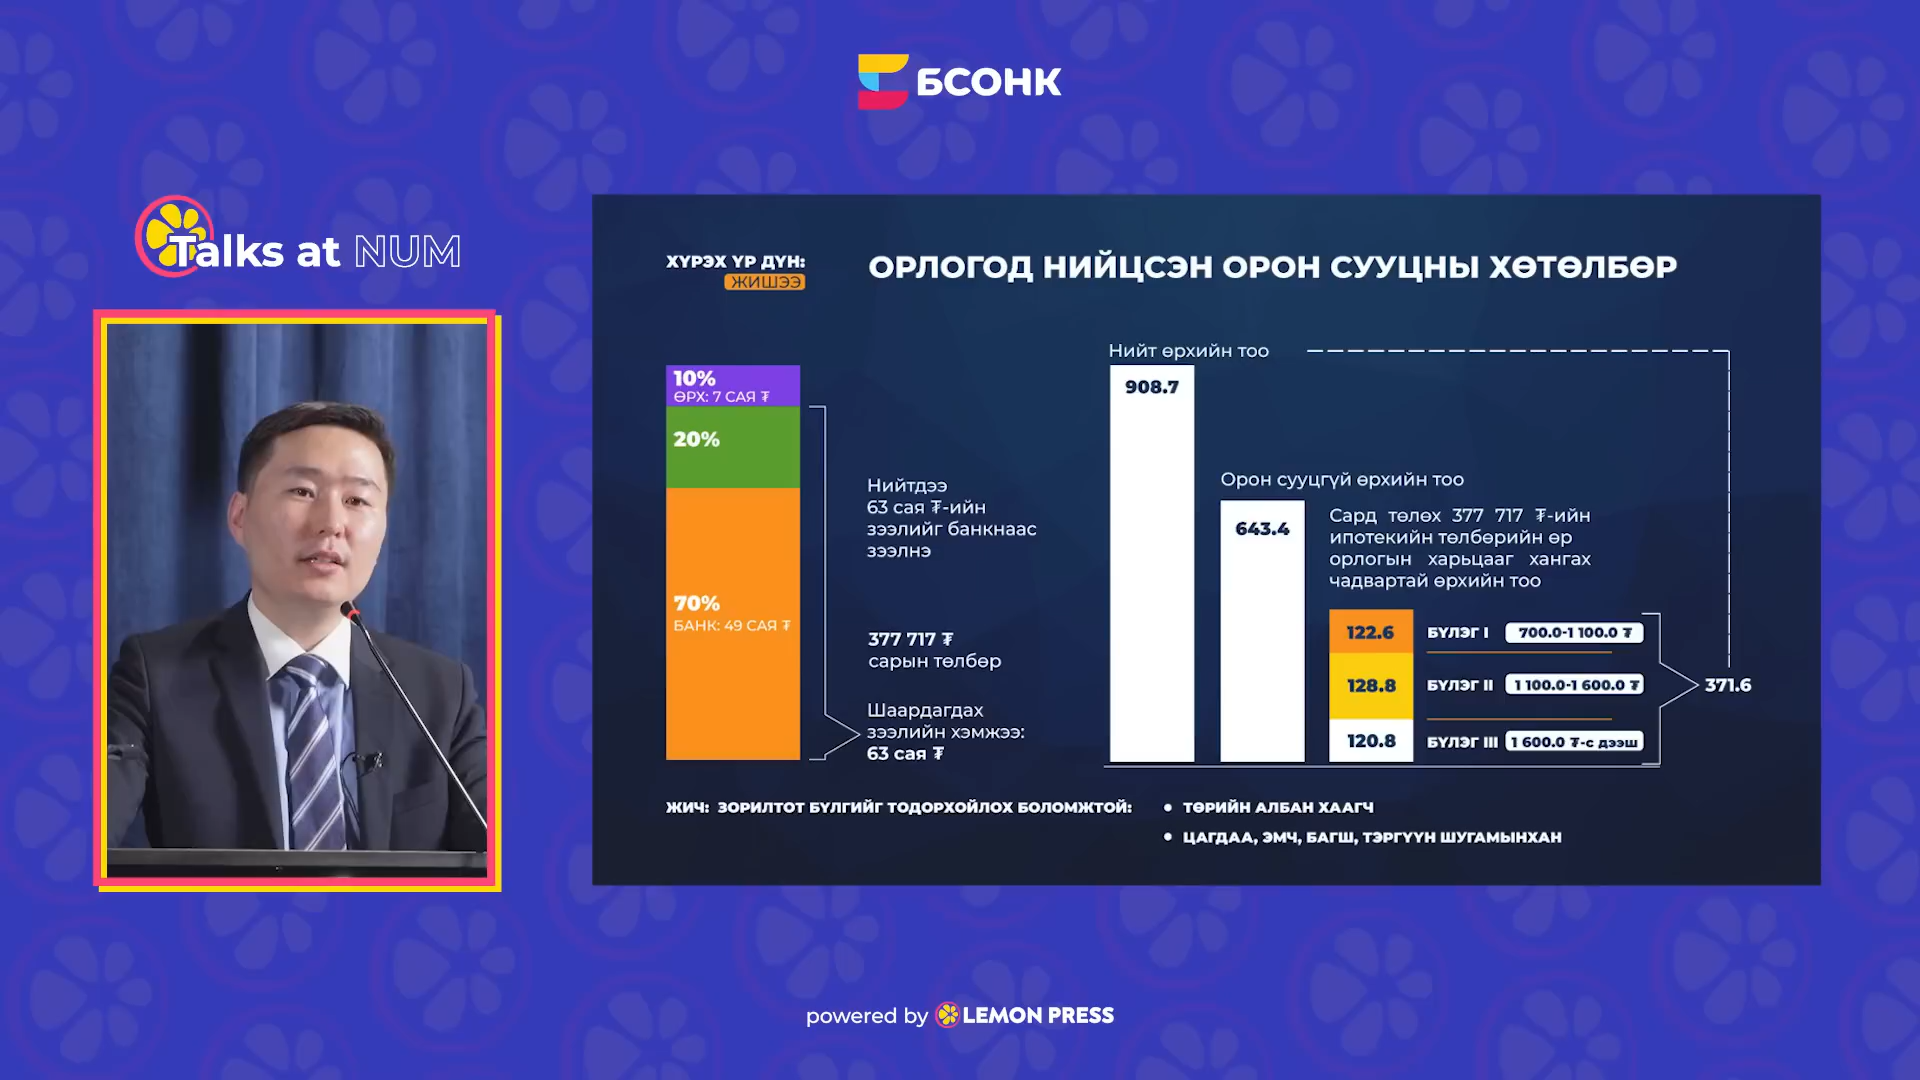 БСОНК
Talks at NUM
ХҮРЭХ ҮР ДҮН:
ЖИШЭЭ
ОРЛОГОД НИЙЦСЭН ОРОН СУУЦНЫ ХӨТӨЛБӨР
10%
ӨРХ: 7 САЯ ₮
20%
70%
БАНК: 49 САЯ ₮
Нийтдээ
63 сая ₮-ийн
зээлийг банкнаас
зээлнэ
377 717 ₮
сарын төлбөр
Шаардагдах
зээлийн хэмжээ:
63 сая ₮
Нийт өрхийн тоо
908.7
Орон сууцгүй өрхийн тоо
643.4
Сард төлөх 377 717 ₮-ийн
ипотекийн төлбөрийн өр
орлогын харьцааг хангах
чадвартай өрхийн тоо
122.6 БҮЛЭГ I 700.0-1 100.0 ₮
128.8 БҮЛЭГ II 1 100.0-1 600.0 ₮
120.8 БҮЛЭГ III 1 600.0 ₮-с дээш
371.6
ЖИЧ: ЗОРИЛТОТ БҮЛГИЙГ ТОДОРХОЙЛОХ БОЛОМЖТОЙ:
• ТӨРИЙН АЛБАН ХААГЧ
• ЦАГДАА, ЭМЧ, БАГШ, ТЭРГҮҮН ШУГАМЫНХАН
powered by LEMON PRESS